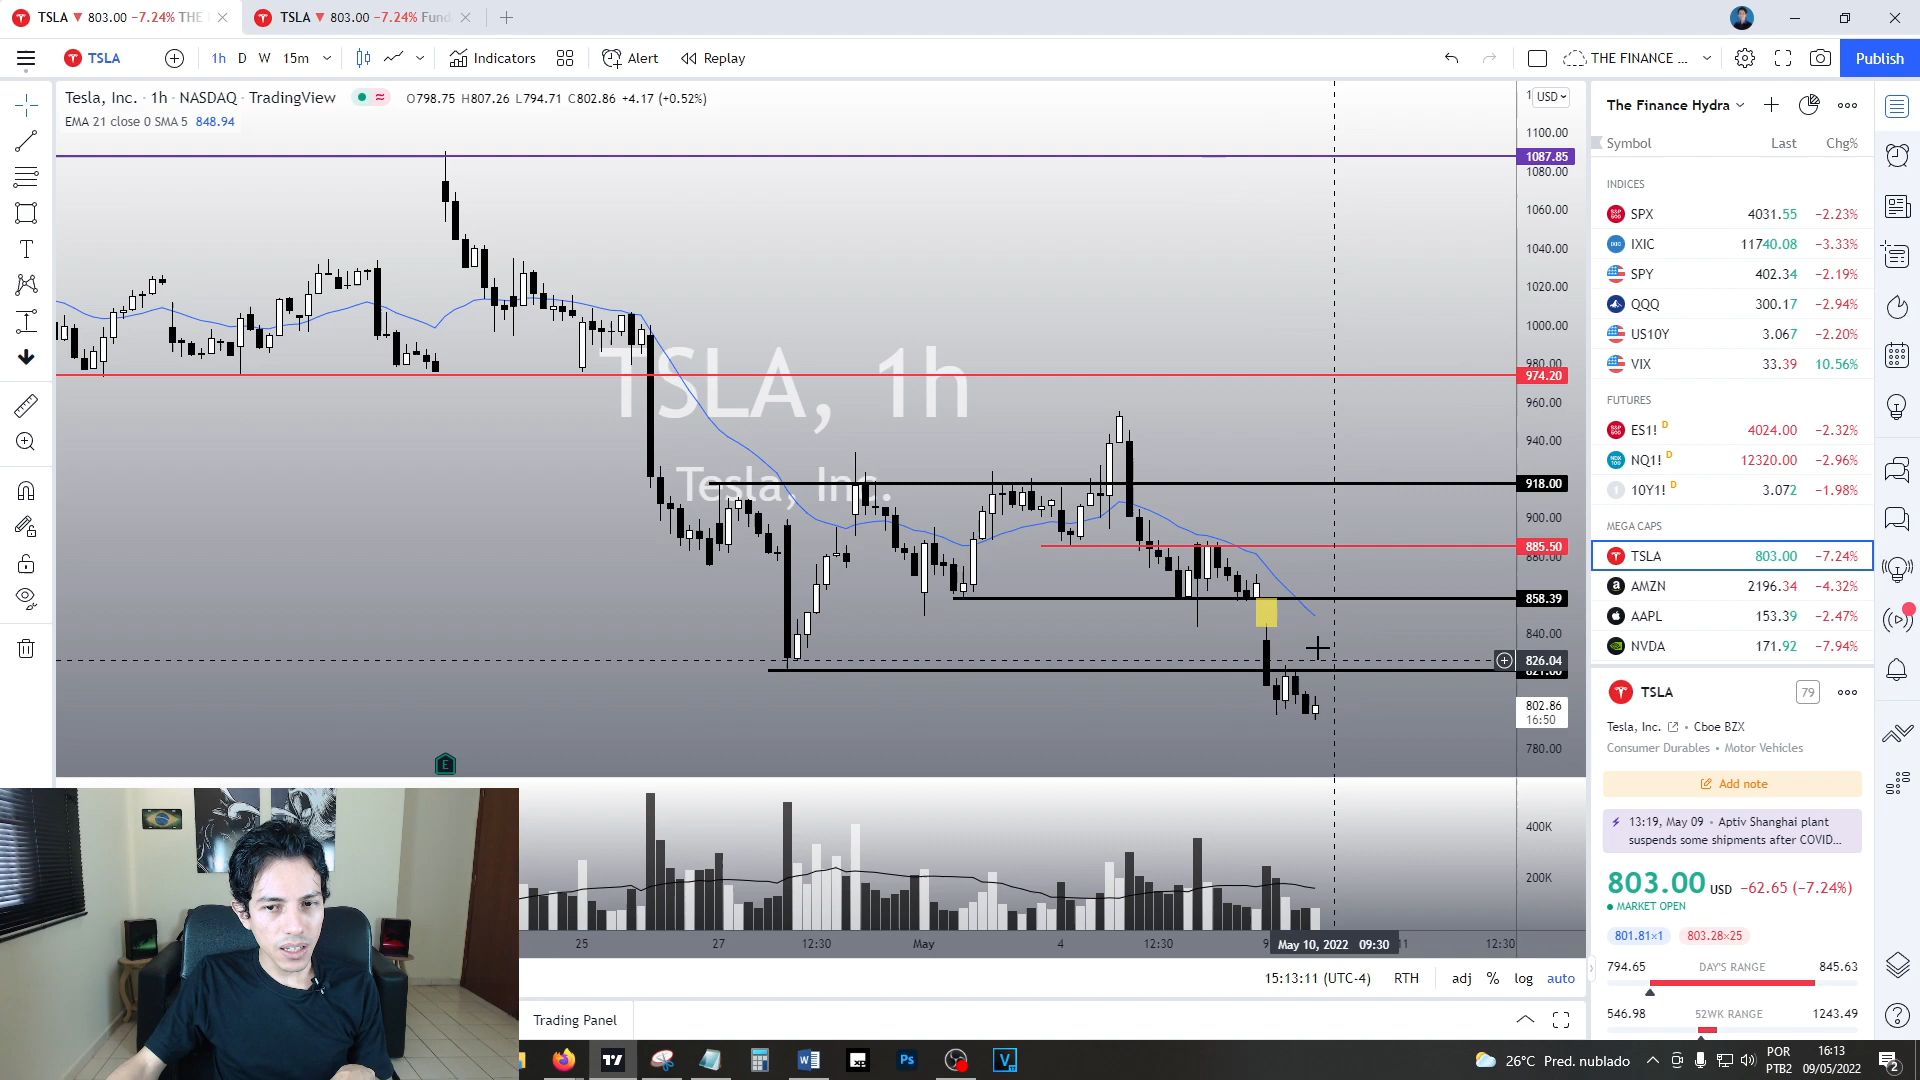 TSLA ▼ 803.00 −7.24% THE
TSLA ▼ 803.00 −7.24% Fund
TSLA
1h
D
W
15m
Indicators
Alert
Replay
THE FINANCE ...
Publish
Tesla, Inc. · 1h · NASDAQ · TradingView
O798.75 H807.26 L794.71 C802.86 +4.17 (+0.52%)
EMA 21 close 0 SMA 5 848.94
TSLA, 1h
Tesla, Inc.
USD
1100.00
1087.85
1080.00
1060.00
1040.00
1020.00
1000.00
980.00
974.20
960.00
940.00
918.00
900.00
885.50
880.00
858.39
840.00
826.04
821.00
802.86
16:50
780.00
E
400K
200K
25
27
12:30
May
4
12:30
9
May 10, 2022 09:30
11
12:30
15:13:11 (UTC-4)
RTH
adj
%
log
auto
Trading Panel
The Finance Hydra
Symbol Last Chg%
INDICES
SPX 4031.55 −2.23%
IXIC 11740.08 −3.33%
SPY 402.34 −2.19%
QQQ 300.17 −2.94%
US10Y 3.067 −2.20%
VIX 33.39 10.56%
FUTURES
ES1! D 4024.00 −2.32%
NQ1! D 12320.00 −2.96%
10Y1! D 3.072 −1.98%
MEGA CAPS
TSLA 803.00 −7.24%
AMZN 2196.34 −4.32%
AAPL 153.39 −2.47%
NVDA 171.92 −7.94%
TSLA
79
Tesla, Inc. • Cboe BZX
Consumer Durables • Motor Vehicles
Add note
13:19, May 09 • Aptiv Shanghai plant
suspends some shipments after COVID...
803.00 USD −62.65 (−7.24%)
MARKET OPEN
801.81×1
803.28×25
794.65 DAY'S RANGE 845.63
546.98 52WK RANGE 1243.49
W
XP
Ps
V
26°C Pred. nublado
POR
PTB2
16:13
09/05/2022
2